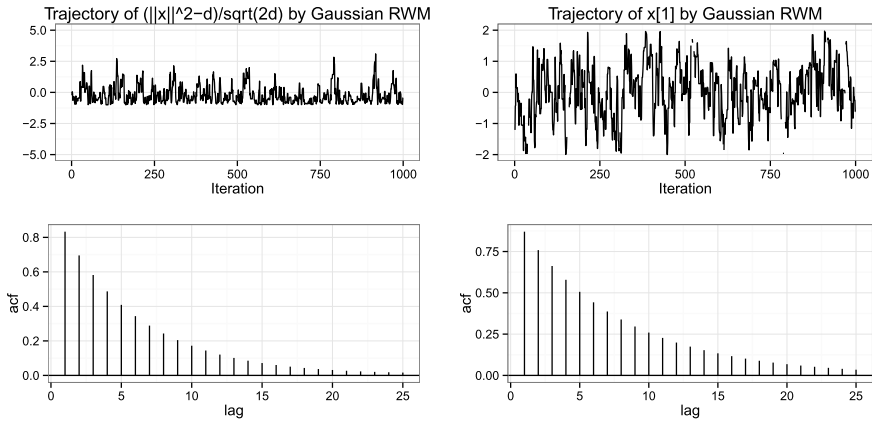 Trajectory of (||x||^2−d)/sqrt(2d) by Gaussian RWM
5.0
2.5
0.0
−2.5
−5.0
0 250 500 750 1000
Iteration
Trajectory of x[1] by Gaussian RWM
2
1
0
−1
−2
0 250 500 750 1000
Iteration
acf
0.8
0.6
0.4
0.2
0.0
0 5 10 15 20 25
lag
acf
0.75
0.50
0.25
0.00
0 5 10 15 20 25
lag